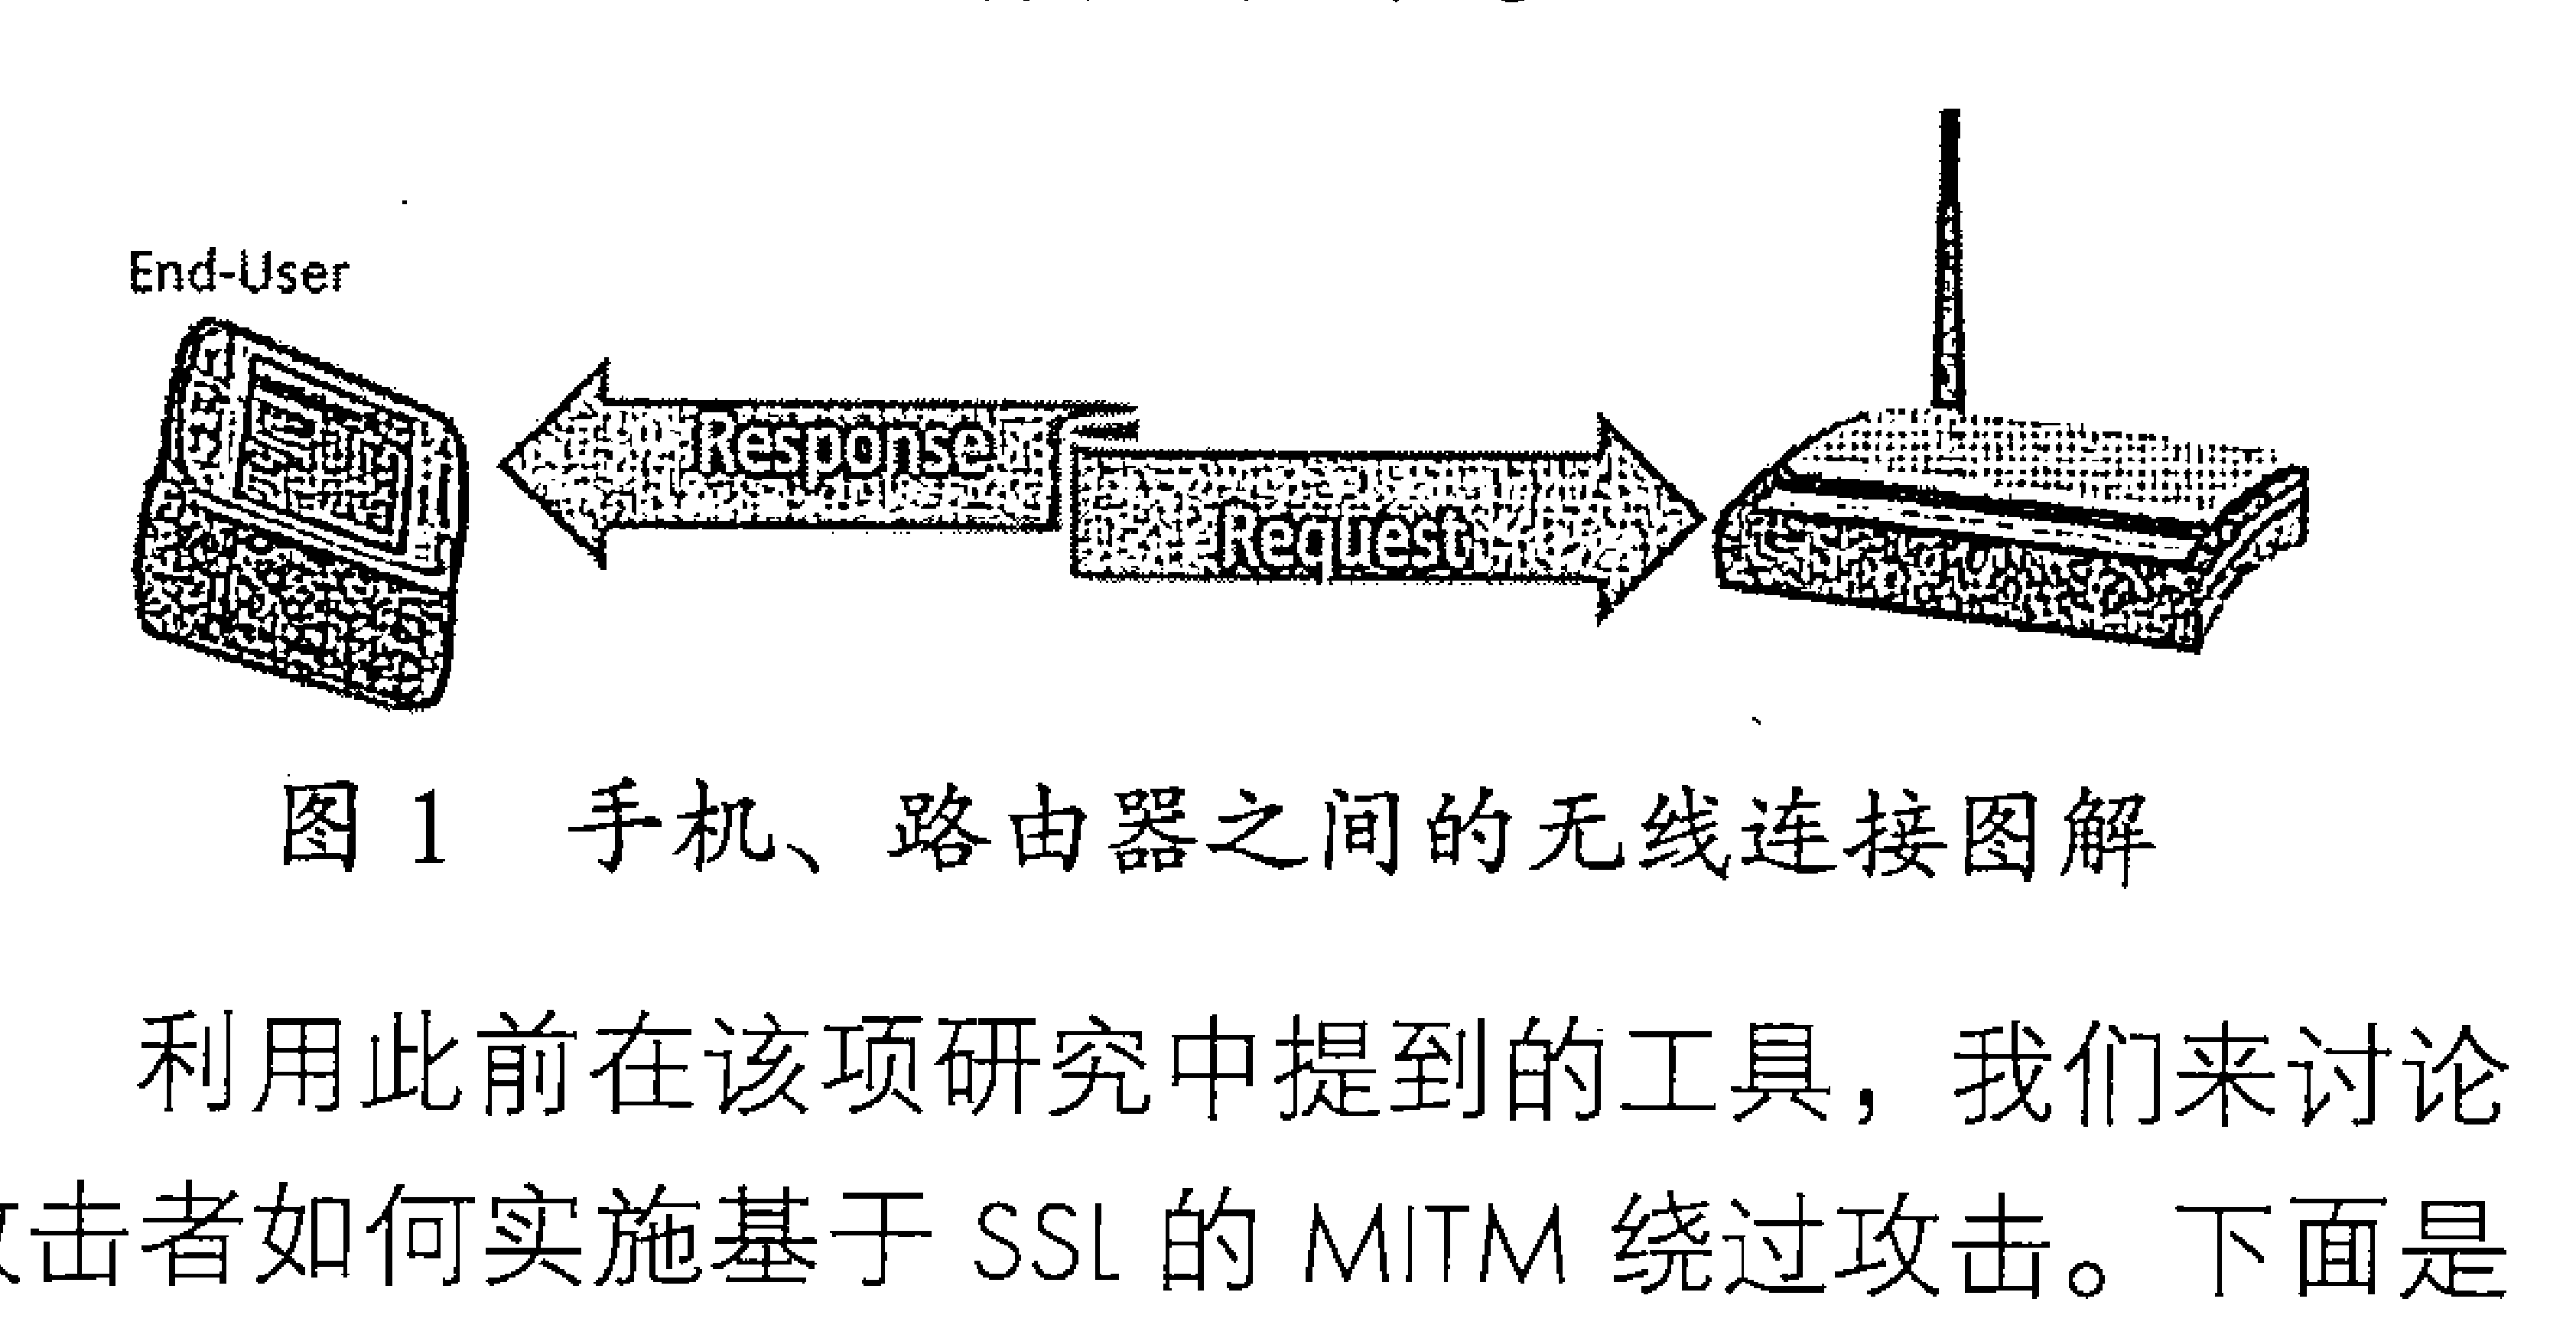 End-User
Response
Request
图 1 手机、路由器之间的无线连接图解
利用此前在该项研究中提到的工具，我们来讨论
攻击者如何实施基于 SSL 的 MITM 绕过攻击。下面是